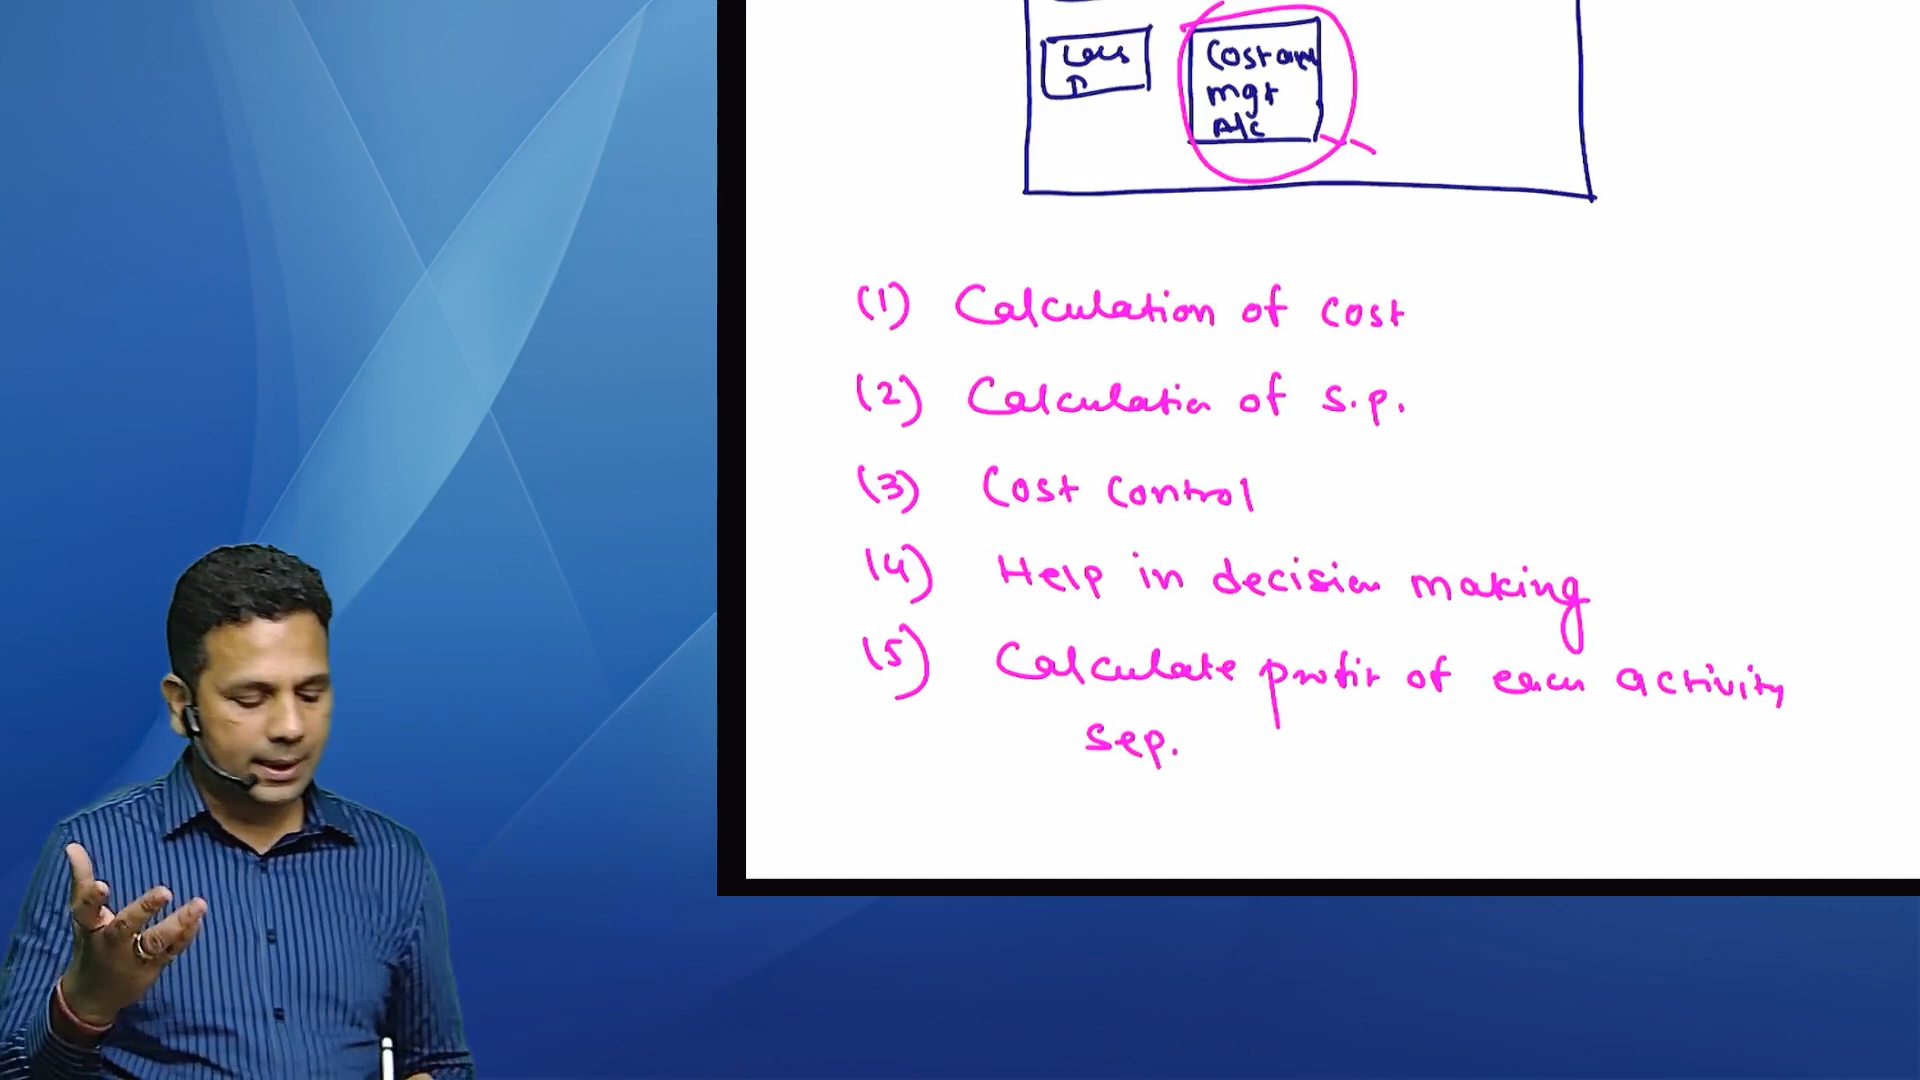 Cost and
mgt
A/c
(1) Calculation of cost
(2) Calculation of s.p.
(3) Cost control
(4) Help in decision making
(5) Calculate profit of each activity
sep.